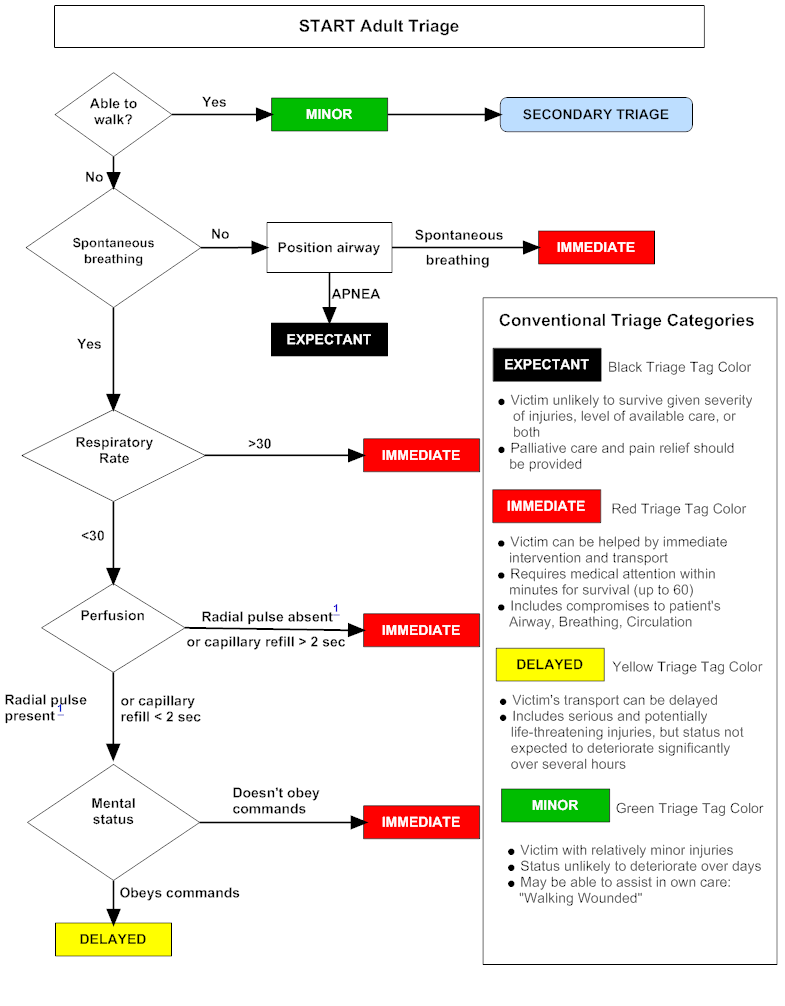 START Adult Triage
Able to
walk?
Yes
MINOR
SECONDARY TRIAGE
No
Spontaneous
breathing
No
Position airway
Spontaneous
breathing
IMMEDIATE
APNEA
EXPECTANT
Yes
Respiratory
Rate
>30
IMMEDIATE
<30
Perfusion
Radial pulse absent1
or capillary refill > 2 sec
IMMEDIATE
Radial pulse
present1
or capillary
refill < 2 sec
Mental
status
Doesn't obey
commands
IMMEDIATE
Obeys commands
DELAYED
Conventional Triage Categories
EXPECTANT Black Triage Tag Color
● Victim unlikely to survive given severity
of injuries, level of available care, or
both
● Palliative care and pain relief should
be provided
IMMEDIATE Red Triage Tag Color
● Victim can be helped by immediate
intervention and transport
● Requires medical attention within
minutes for survival (up to 60)
● Includes compromises to patient's
Airway, Breathing, Circulation
DELAYED Yellow Triage Tag Color
● Victim's transport can be delayed
● Includes serious and potentially
life-threatening injuries, but status not
expected to deteriorate significantly
over several hours
MINOR Green Triage Tag Color
● Victim with relatively minor injuries
● Status unlikely to deteriorate over days
● May be able to assist in own care:
"Walking Wounded"